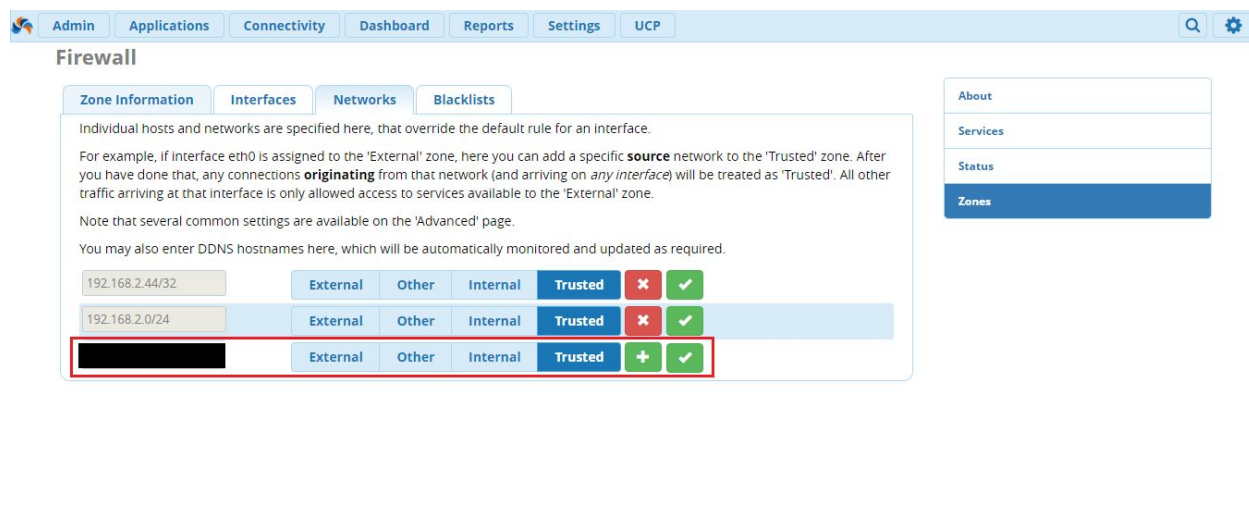 Admin Applications Connectivity Dashboard Reports Settings UCP
Firewall
Zone Information Interfaces Networks Blacklists
Individual hosts and networks are specified here, that override the default rule for an interface.
For example, if interface eth0 is assigned to the 'External' zone, here you can add a specific source network to the 'Trusted' zone. After
you have done that, any connections originating from that network (and arriving on any interface) will be treated as 'Trusted'. All other
traffic arriving at that interface is only allowed access to services available to the 'External' zone.
Note that several common settings are available on the 'Advanced' page.
You may also enter DDNS hostnames here, which will be automatically monitored and updated as required.
192.168.2.44/32 External Other Internal Trusted
192.168.2.0/24 External Other Internal Trusted
External Other Internal Trusted
About
Services
Status
Zones